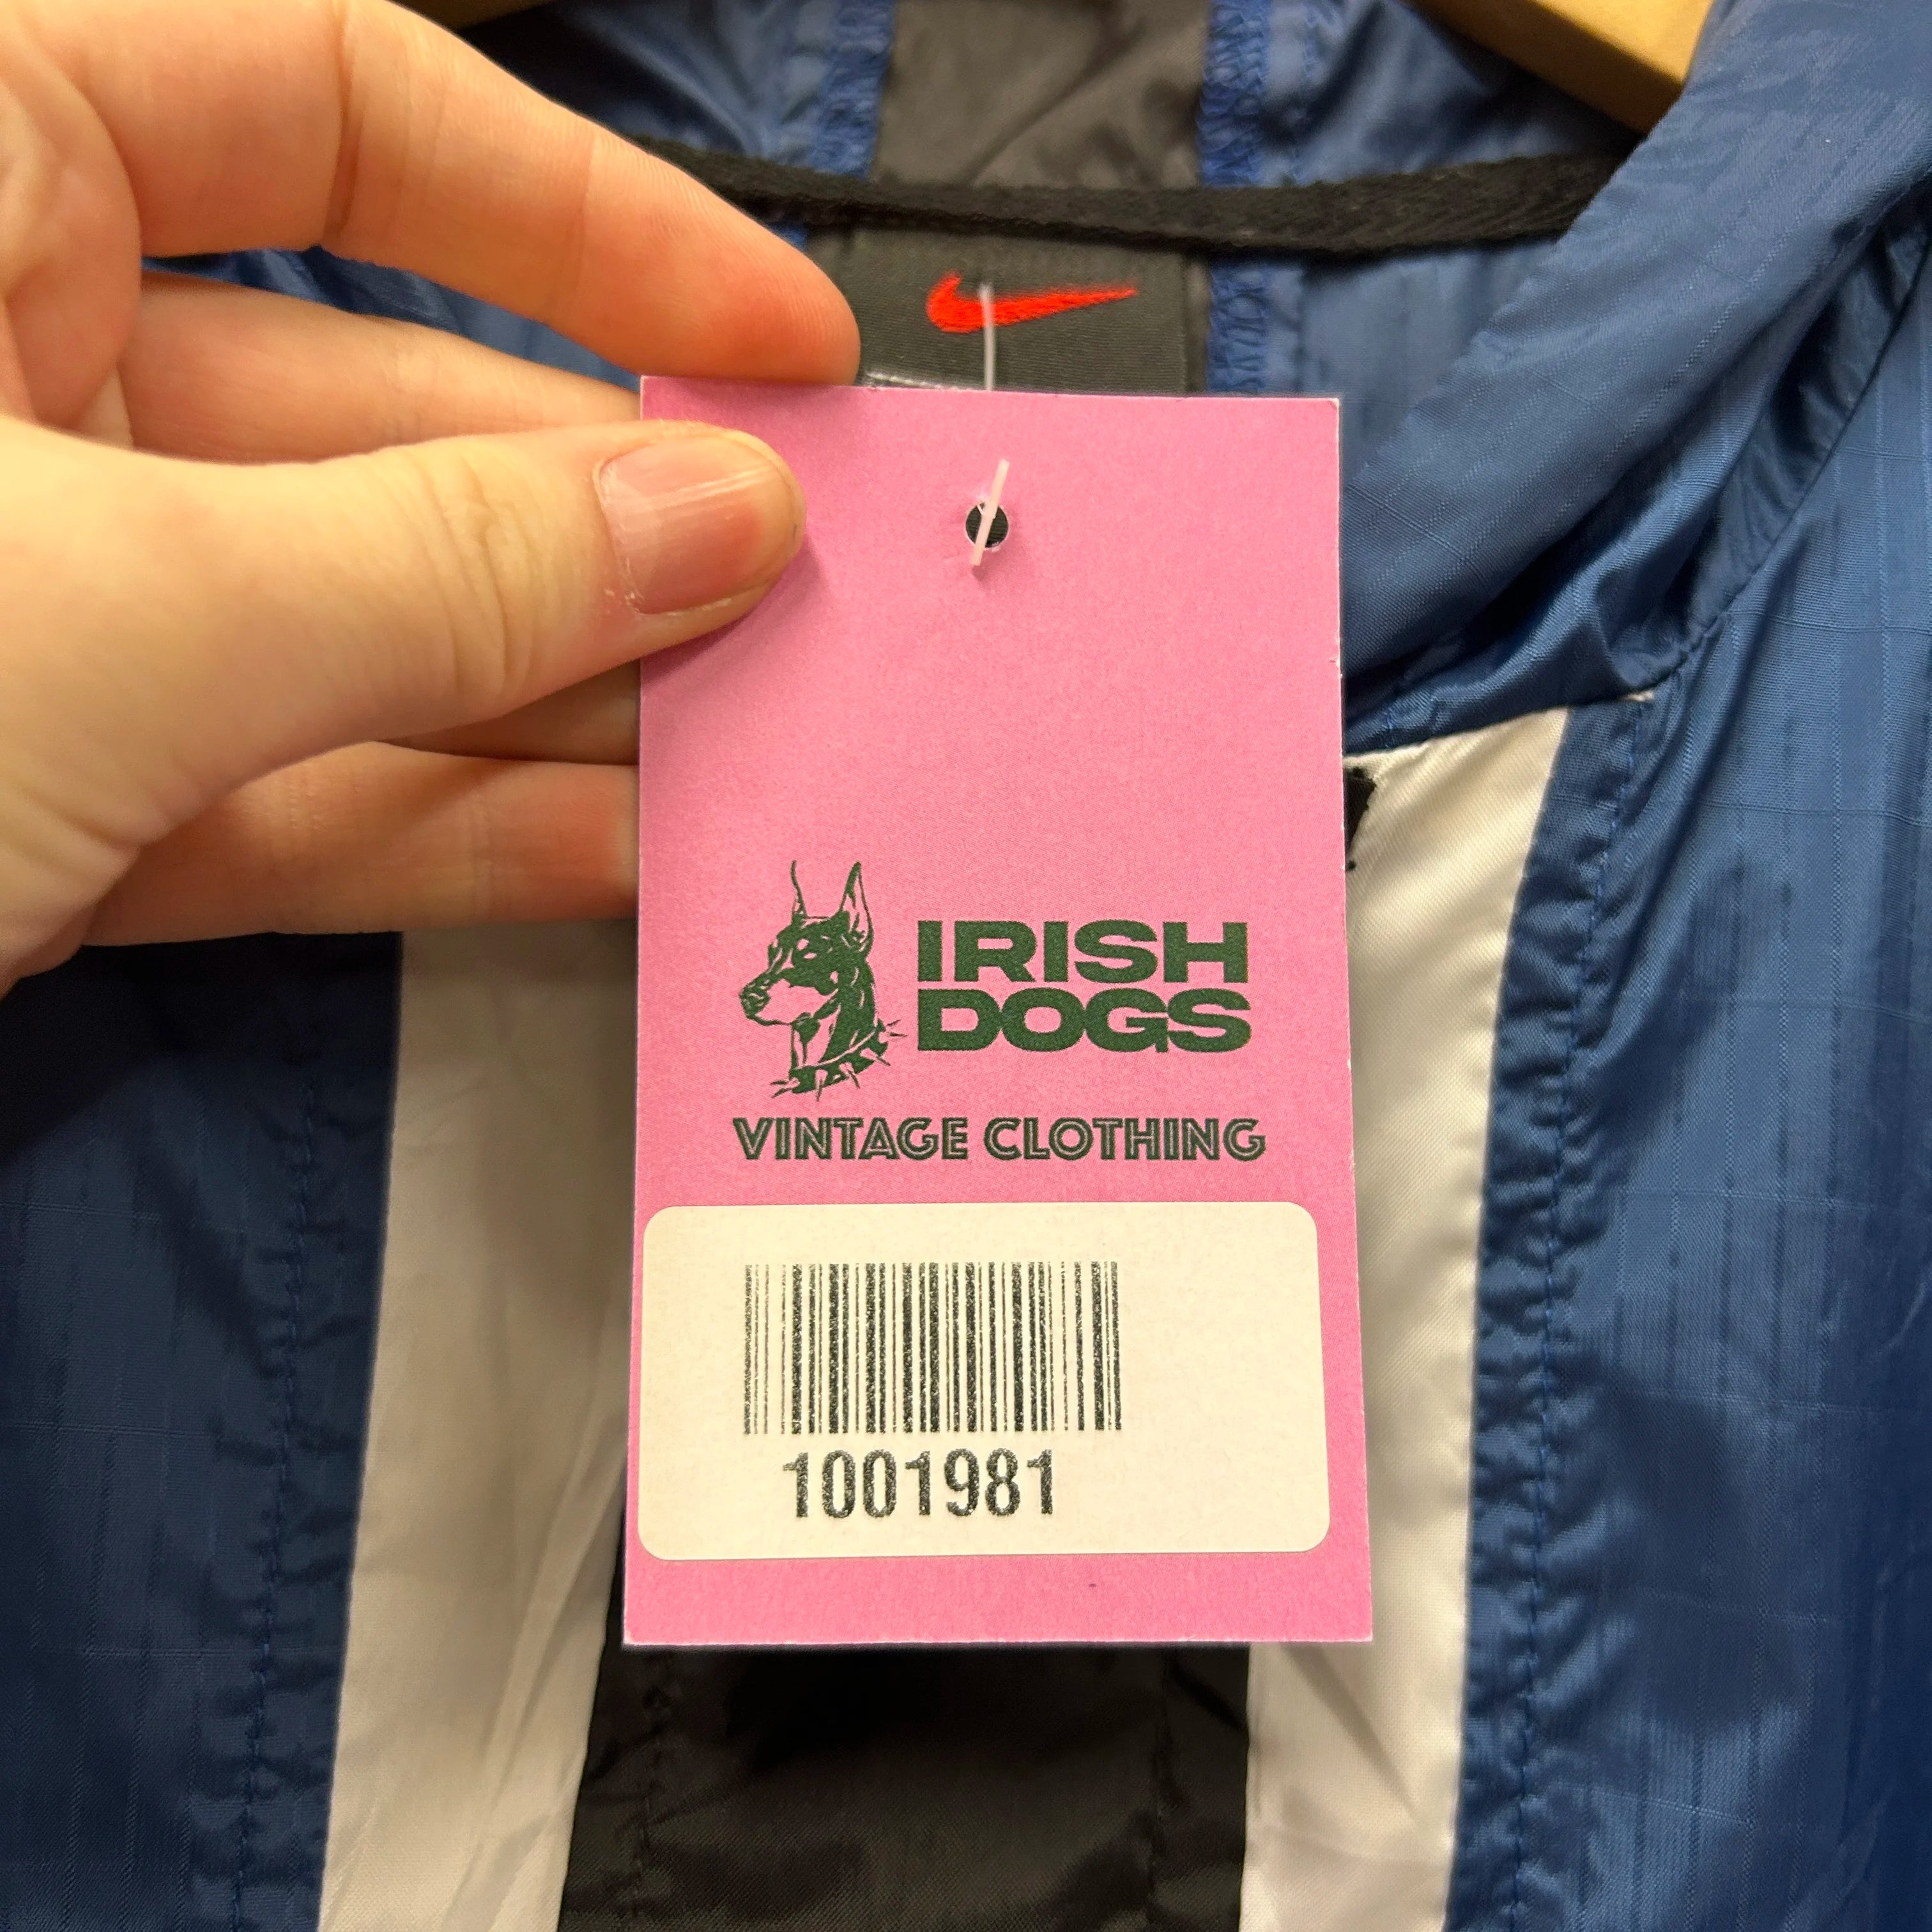 IRISH
DOGS
VINTAGE CLOTHING
1001981